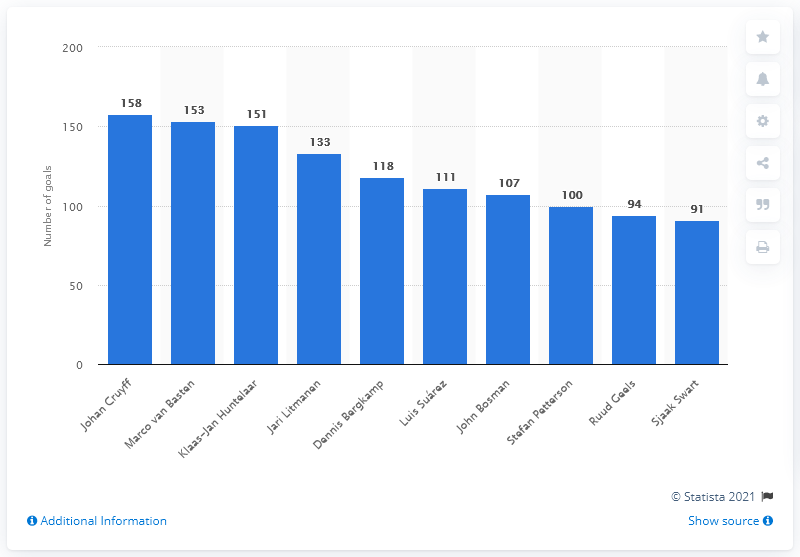 200
150
100
50
0
Number of goals
158
153
151
133
118
111
107
100
94
91
Johan Cruyff
Marco van Basten
Klaas-Jan Huntelaar
Jari Litmanen
Dennis Bergkamp
Luis Suárez
John Bosman
Stefan Petterson
Ruud Geels
Sjaak Swart
© Statista 2021
Additional Information
Show source